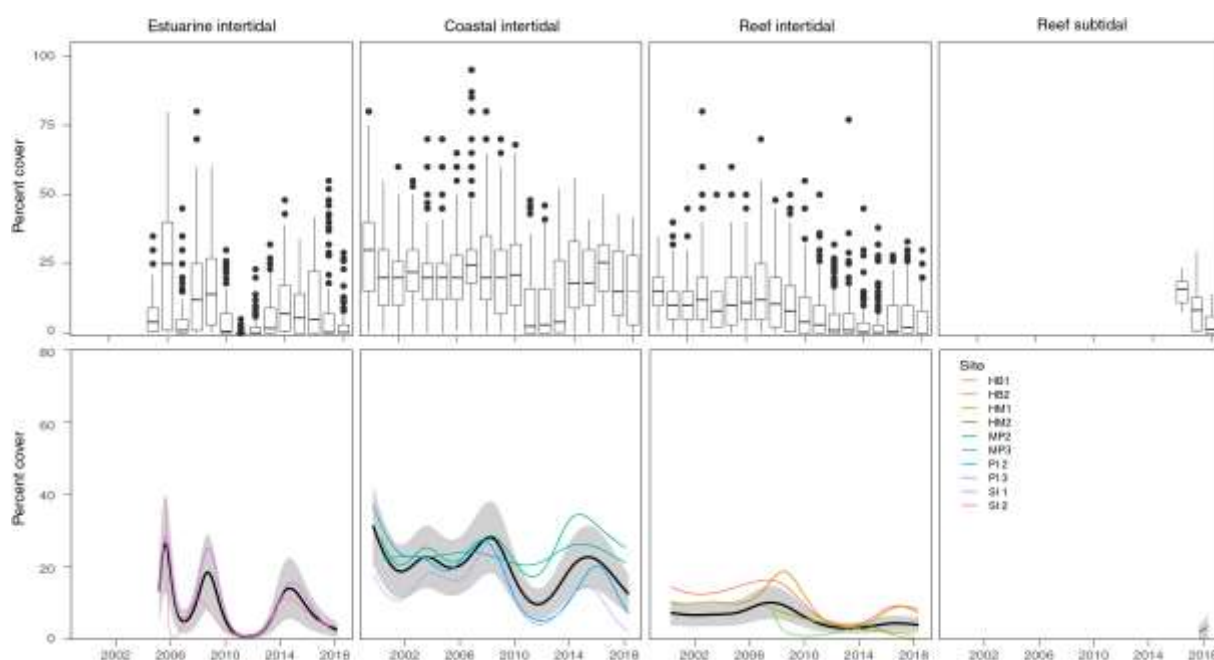 Estuarine intertidal
Coastal intertidal
Reef intertidal
Reef subtidal
Percent cover
100
75
50
25
0
Percent cover
80
60
40
20
0
Site
HB1
HB2
HM1
HM2
MP2
MP3
PI 2
PI 3
SI 1
SI 2
2002 2006 2010 2014 2018
2002 2006 2010 2014 2018
2002 2006 2010 2014 2018
2002 2006 2010 2014 2018